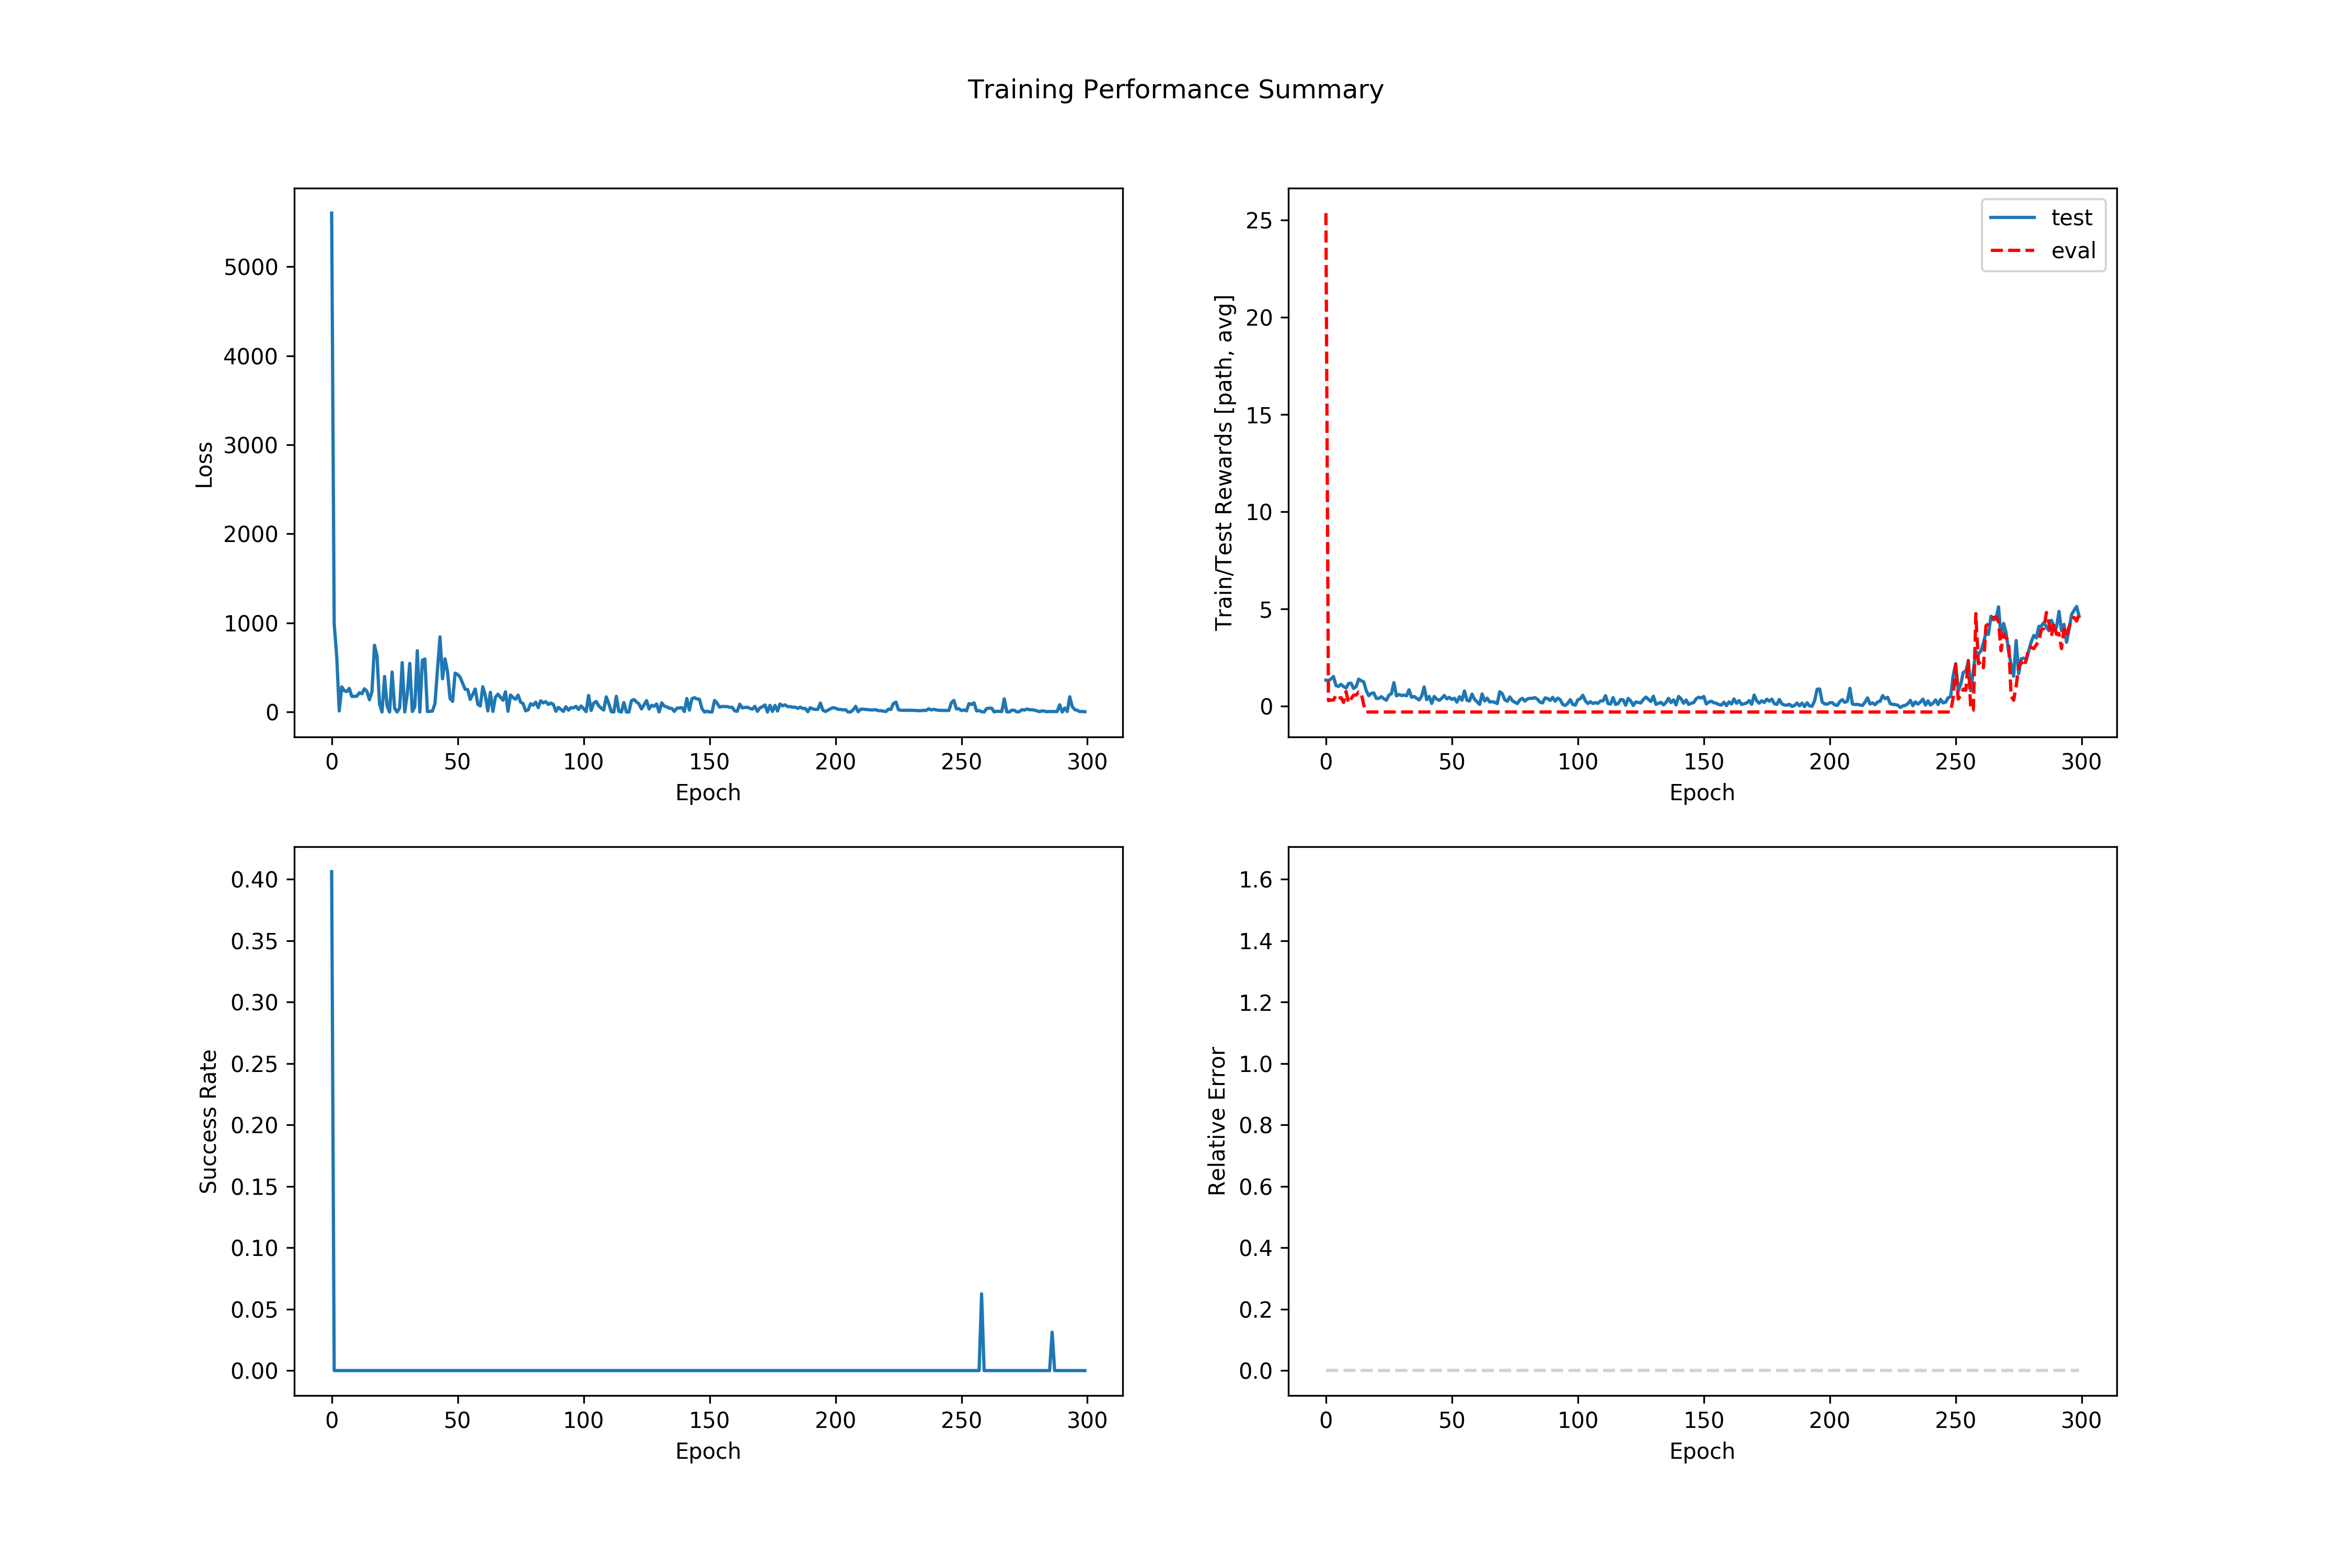 Training Performance Summary
5000
4000
3000
2000
1000
0
Loss
0 50 100 150 200 250 300
Epoch
25
20
15
10
5
0
Train/Test Rewards [path, avg]
test
eval
0 50 100 150 200 250 300
Epoch
0.40
0.35
0.30
0.25
0.20
0.15
0.10
0.05
0.00
Success Rate
0 50 100 150 200 250 300
Epoch
1.6
1.4
1.2
1.0
0.8
0.6
0.4
0.2
0.0
Relative Error
0 50 100 150 200 250 300
Epoch